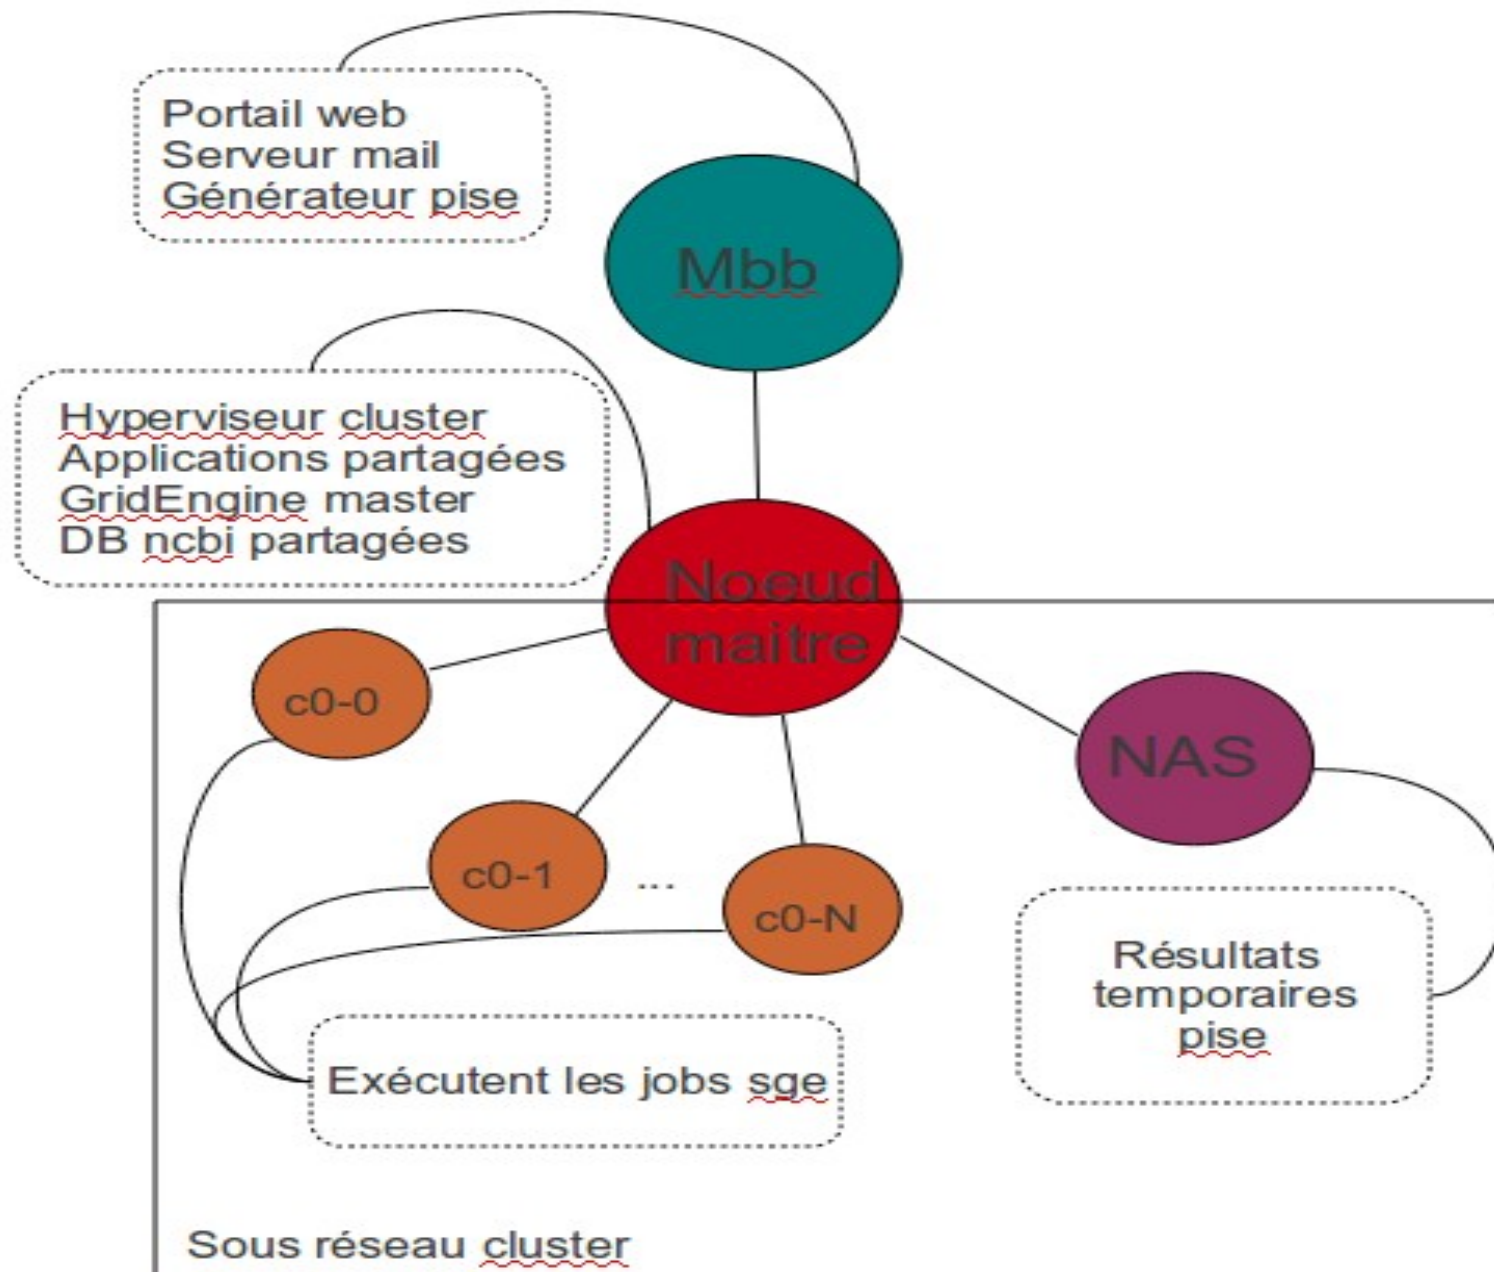 Portail web
Serveur mail
Générateur pise
Mbb
Hyperviseur cluster
Applications partagées
GridEngine master
DB ncbi partagées
Noeud
maitre
c0-0
NAS
c0-1
...
c0-N
Résultats
temporaires
pise
Exécutent les jobs sge
Sous réseau cluster